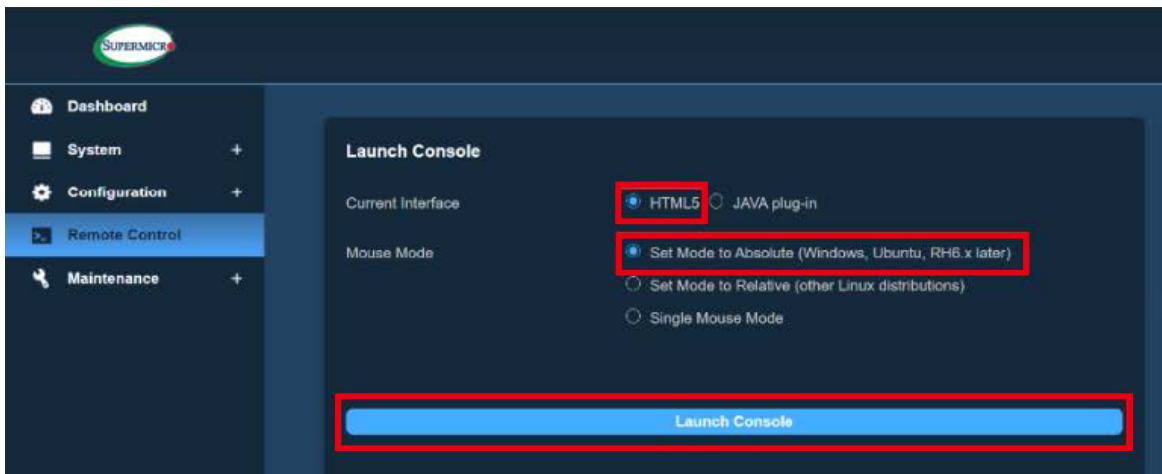 SUPERMICR
Dashboard
System +
Configuration +
Remote Control
Maintenance +
Launch Console
Current Interface HTML5 JAVA plug-in
Mouse Mode Set Mode to Absolute (Windows, Ubuntu, RH6.x later)
Set Mode to Relative (other Linux distributions)
Single Mouse Mode
Launch Console